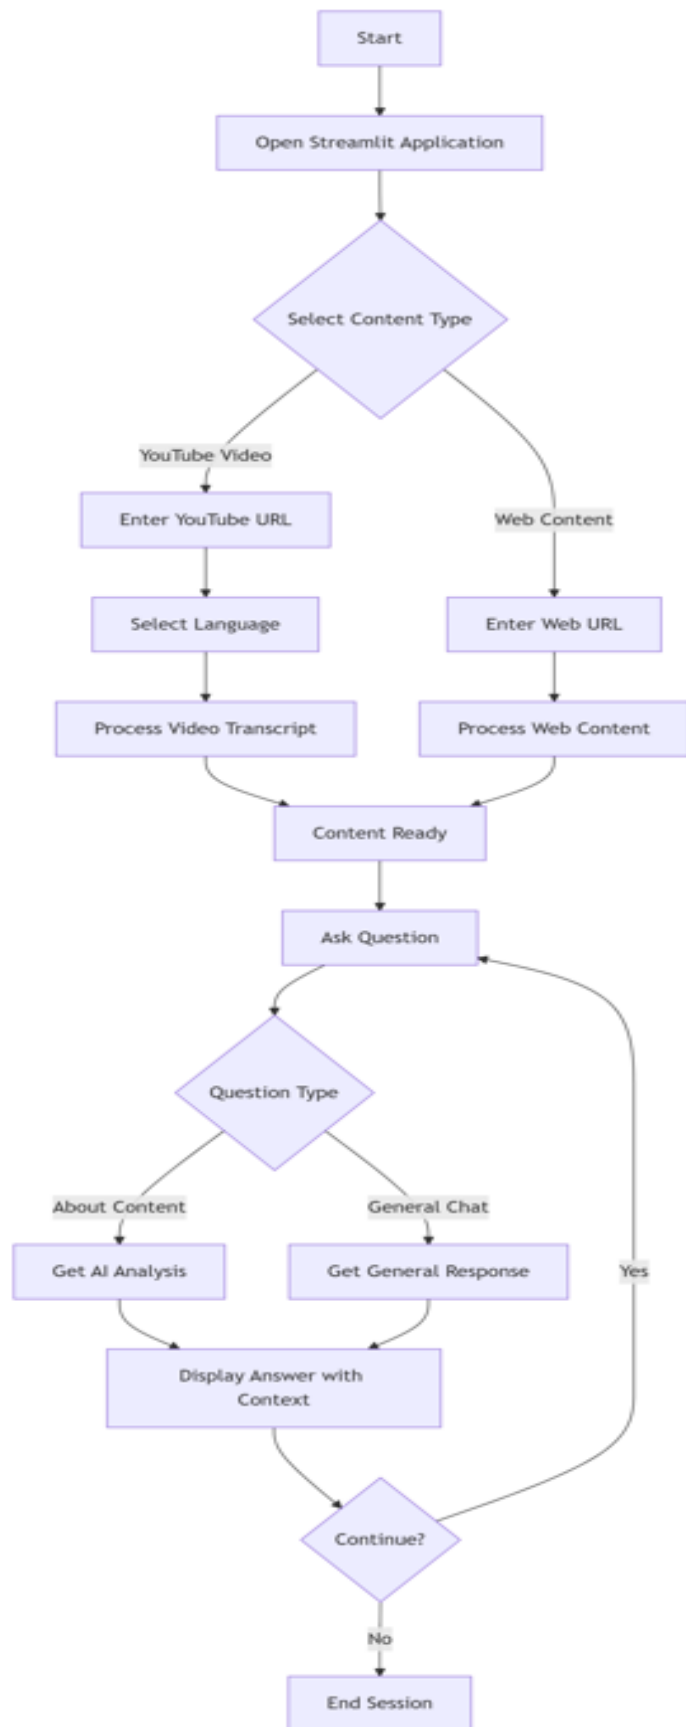 Start
Open Streamlit Application
Select Content Type
YouTube Video
Enter YouTube URL
Web Content
Select Language
Enter Web URL
Process Video Transcript
Process Web Content
Content Ready
Ask Question
Question Type
About Content
General Chat
Get AI Analysis
Get General Response
Yes
Display Answer with
Context
Continue?
No
End Session